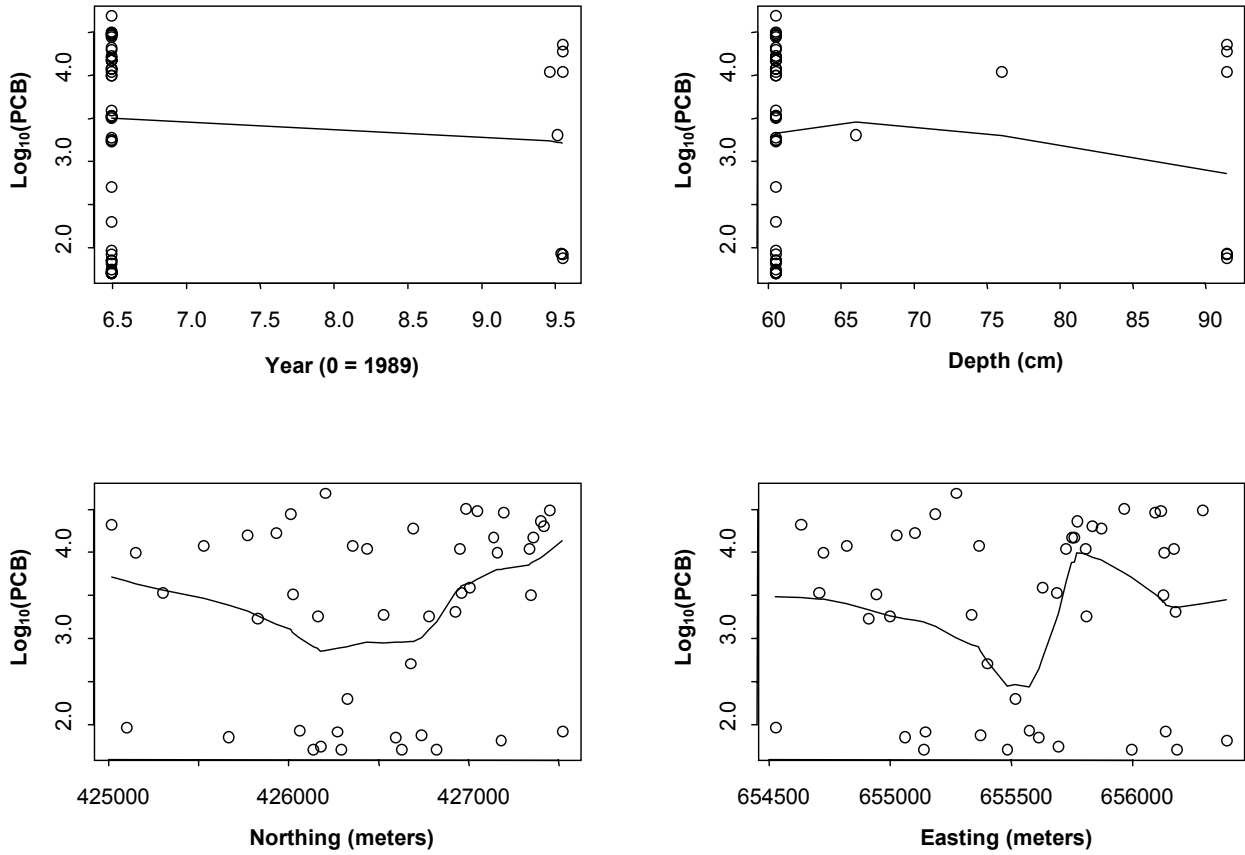 Log₁₀(PCB)
4.0
3.0
2.0
6.5 7.0 7.5 8.0 8.5 9.0 9.5
Year (0 = 1989)
Log₁₀(PCB)
4.0
3.0
2.0
60 65 70 75 80 85 90
Depth (cm)
Log₁₀(PCB)
4.0
3.0
2.0
425000 426000 427000
Northing (meters)
Log₁₀(PCB)
4.0
3.0
2.0
654500 655000 655500 656000
Easting (meters)